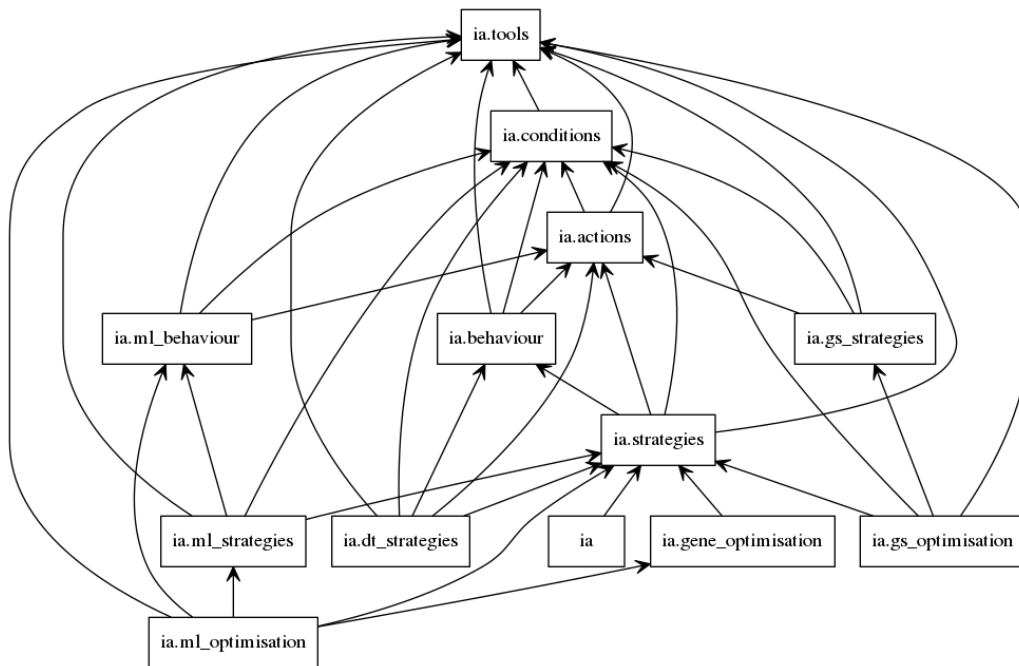 ia.tools
ia.conditions
ia.actions
ia.ml_behaviour
ia.behaviour
ia.gs_strategies
ia.strategies
ia.ml_strategies
ia.dt_strategies
ia
ia.gene_optimisation
ia.gs_optimisation
ia.ml_optimisation